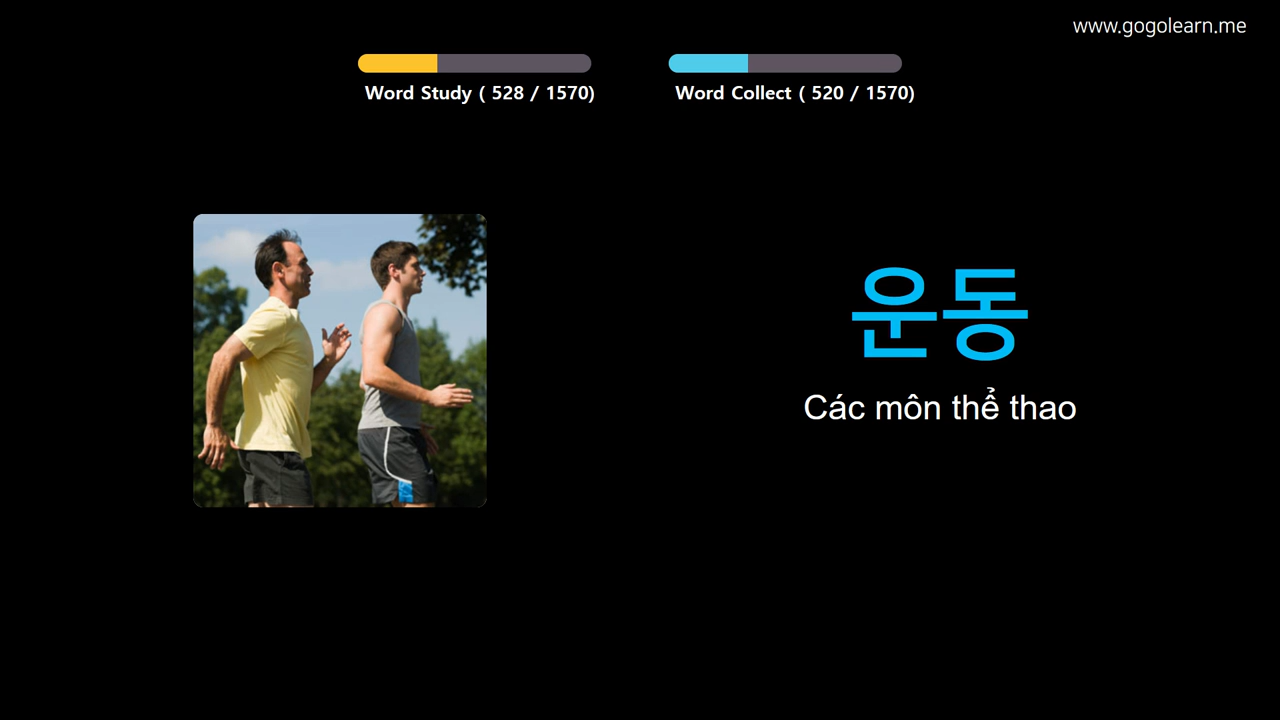 www.gogolearn.me
Word Study ( 528 / 1570)
Word Collect ( 520 / 1570)
운동
Các môn thể thao